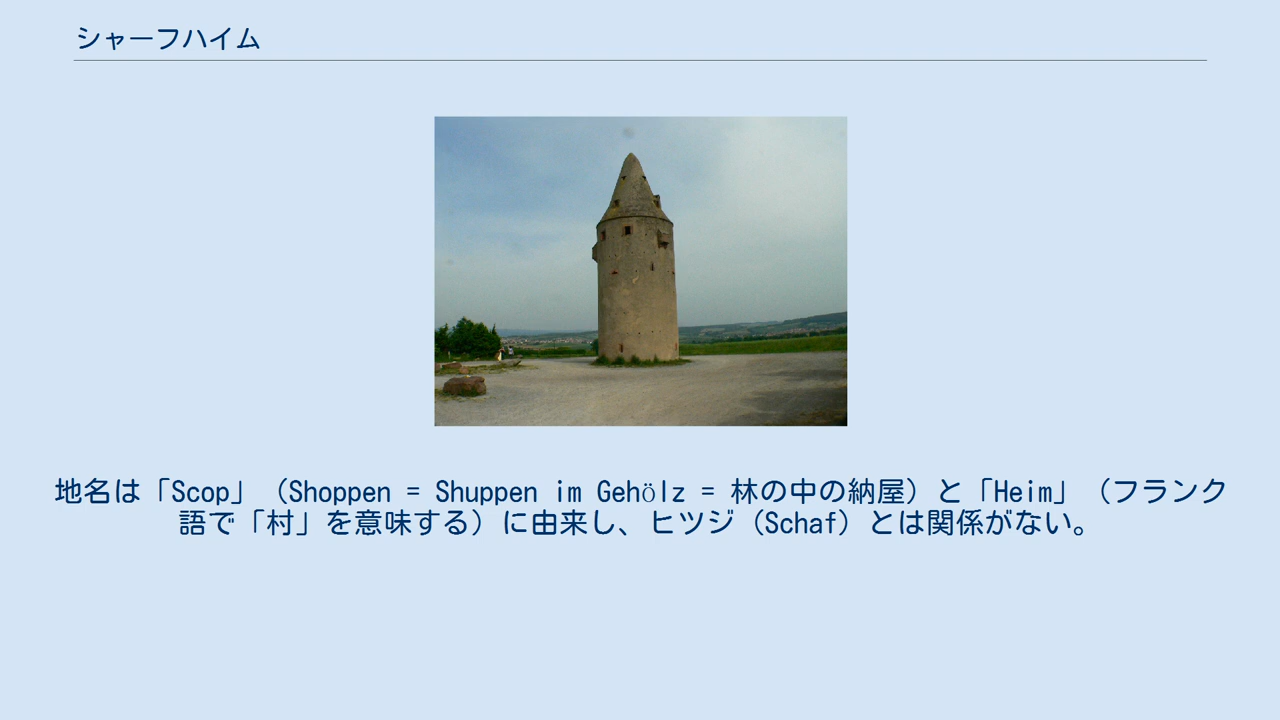 シャーフハイム
地名は「Scop」（Shoppen = Shuppen im Gehölz = 林の中の納屋）と「Heim」（フランク
語で「村」を意味する）に由来し、ヒツジ（Schaf）とは関係がない。